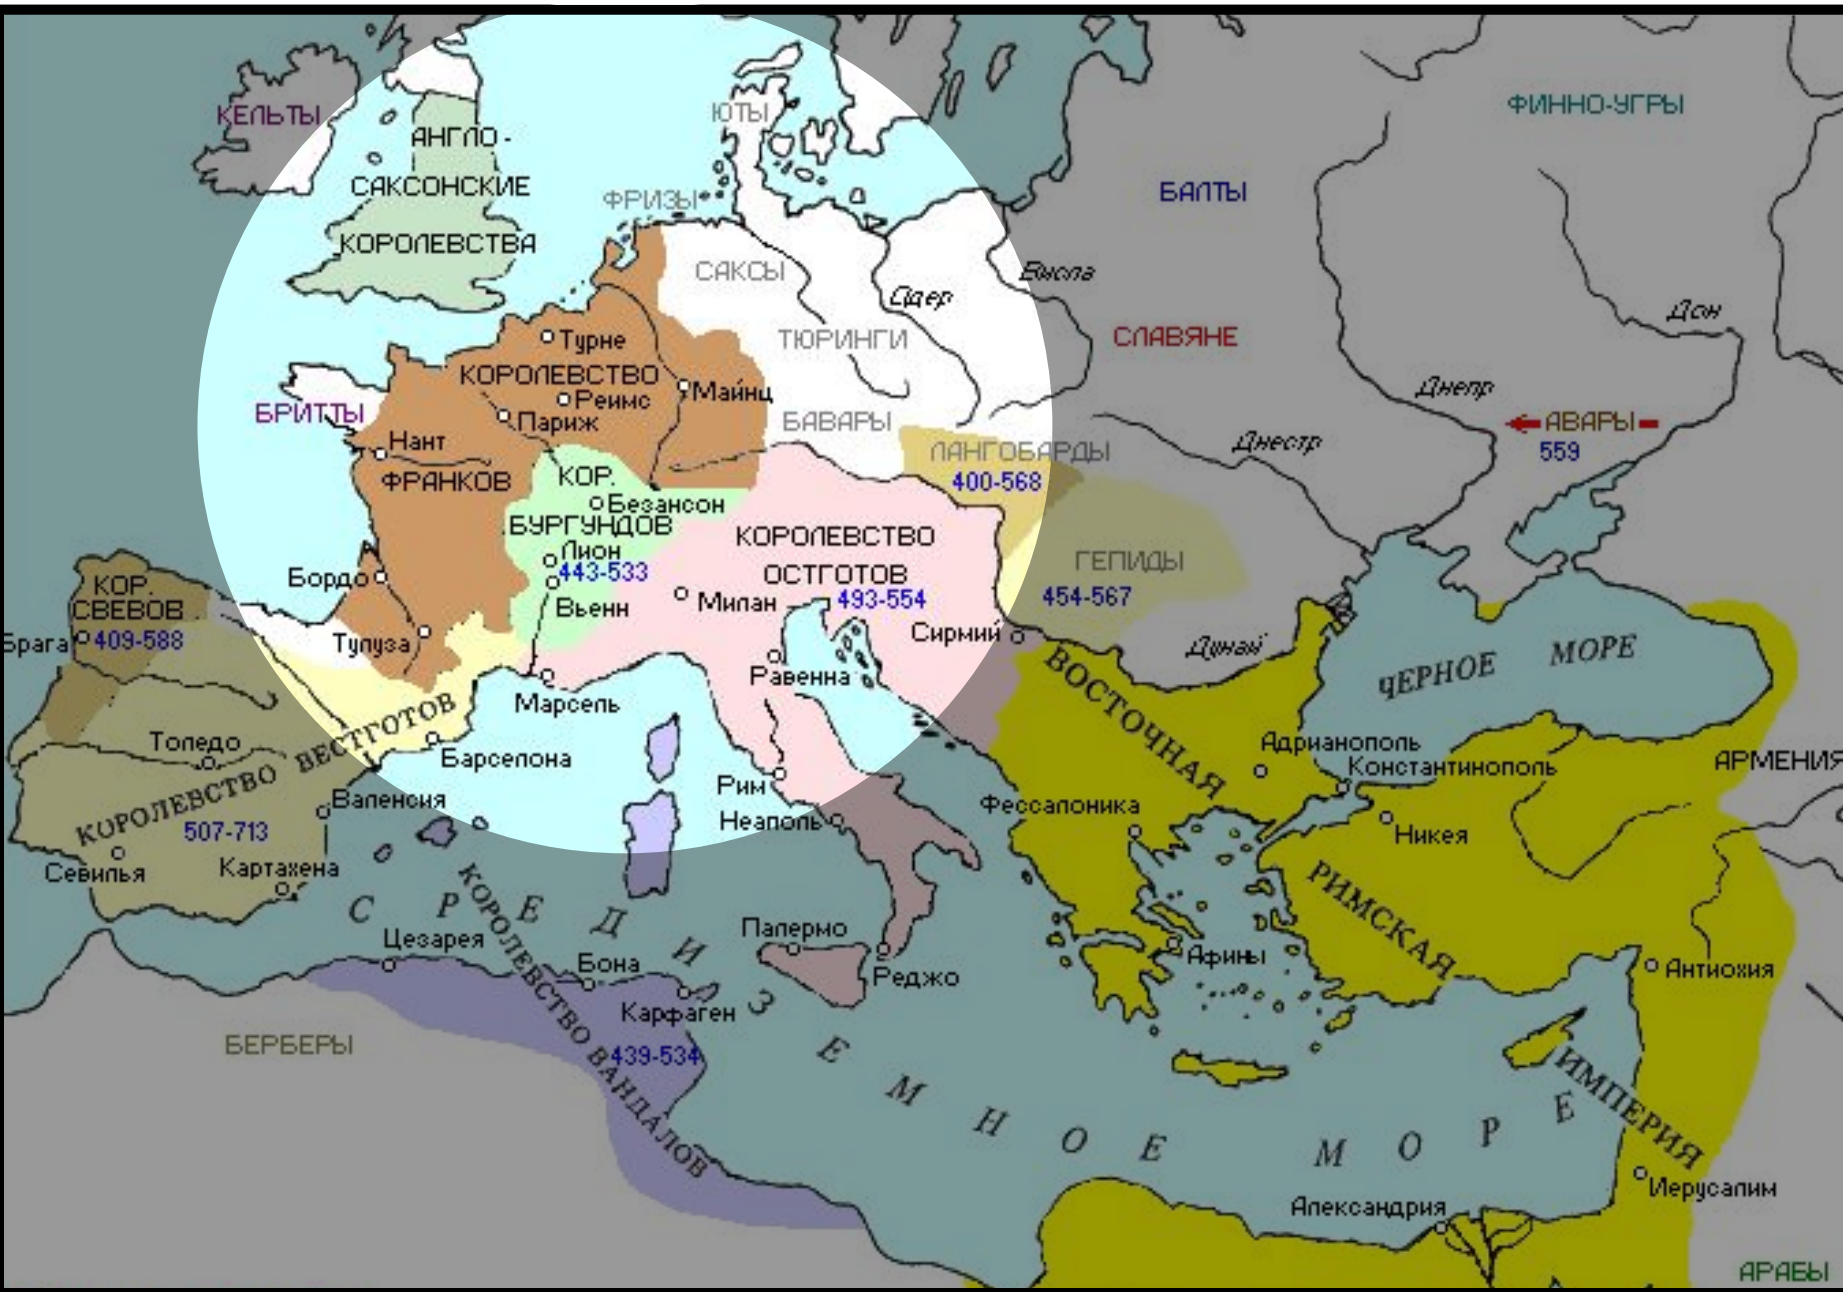 КЕЛЬТЫ
АНГЛО-
САКСОНСКИЕ
КОРОЛЕВСТВА
ЮТЫ
ФРИЗЫ
САКСЫ
ТЮРИНГИ
БАВАРЫ
Одер
Висла
БАЛТЫ
ФИННО-УГРЫ
СЛАВЯНЕ
Дон
Днепр
Днестр
АВАРЫ
559
БРИТТЫ
Турне
КОРОЛЕВСТВО
Реимс
Париж
Майнц
Нант
ФРАНКОВ
КОР.
Безансон
БУРГУНДОВ
Лион
443-533
Вьенн
Бордо
Тулуза
ЛАНГОБАРДЫ
400-568
ГЕПИДЫ
454-567
КОРОЛЕВСТВО
ОСТГОТОВ
493-554
Милан
Сирмий
Равенна
Марсель
Дунай
КОР.
СВЕВОВ
Брага
409-588
Толедо
КОРОЛЕВСТВО ВЕСТГОТОВ
507-713
Барселона
Валенсия
Севилья
Картахена
Рим
Неаполь
Палермо
Реджо
ВОСТОЧНАЯ
РИМСКАЯ
ИМПЕРИЯ
ЧЕРНОЕ МОРЕ
Адрианополь
Константинополь
Фессалоника
Никея
Афины
АРМЕНИЯ
Антиохия
Иерусалим
Александрия
АРАБЫ
СРЕДИЗЕМНОЕ МОРЕ
Цезарея
Бона
Карфаген
КОРОЛЕВСТВО ВАНДАЛОВ
439-534
БЕРБЕРЫ